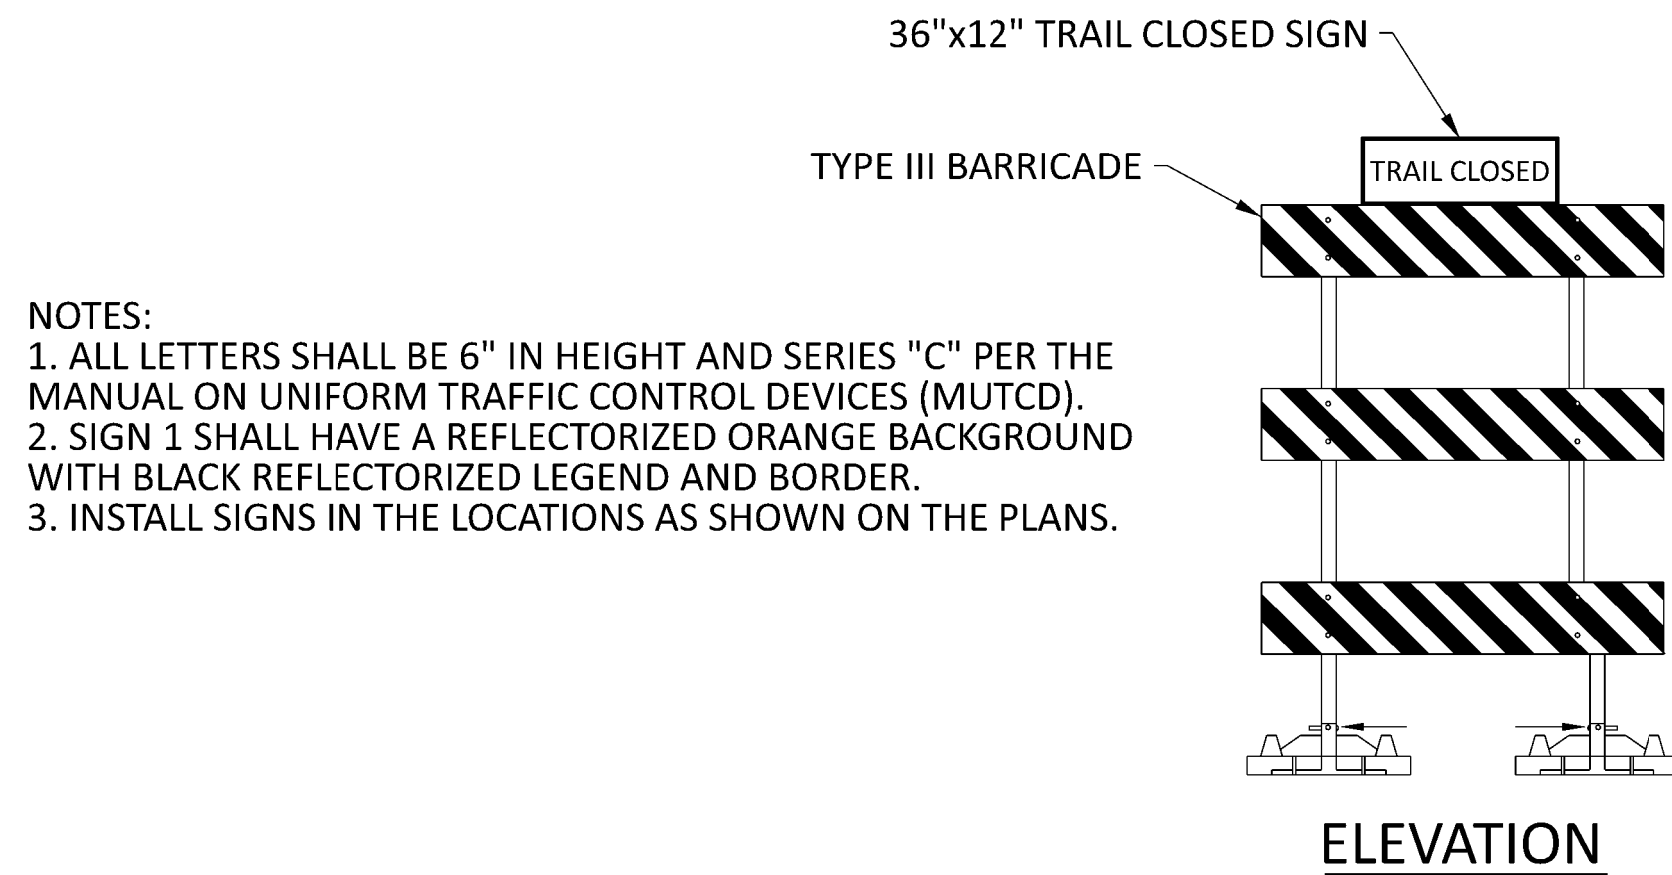 36"x12" TRAIL CLOSED SIGN
TRAIL CLOSED
TYPE III BARRICADE
NOTES:
1. ALL LETTERS SHALL BE 6" IN HEIGHT AND SERIES "C" PER THE
MANUAL ON UNIFORM TRAFFIC CONTROL DEVICES (MUTCD).
2. SIGN 1 SHALL HAVE A REFLECTORIZED ORANGE BACKGROUND
WITH BLACK REFLECTORIZED LEGEND AND BORDER.
3. INSTALL SIGNS IN THE LOCATIONS AS SHOWN ON THE PLANS.
ELEVATION